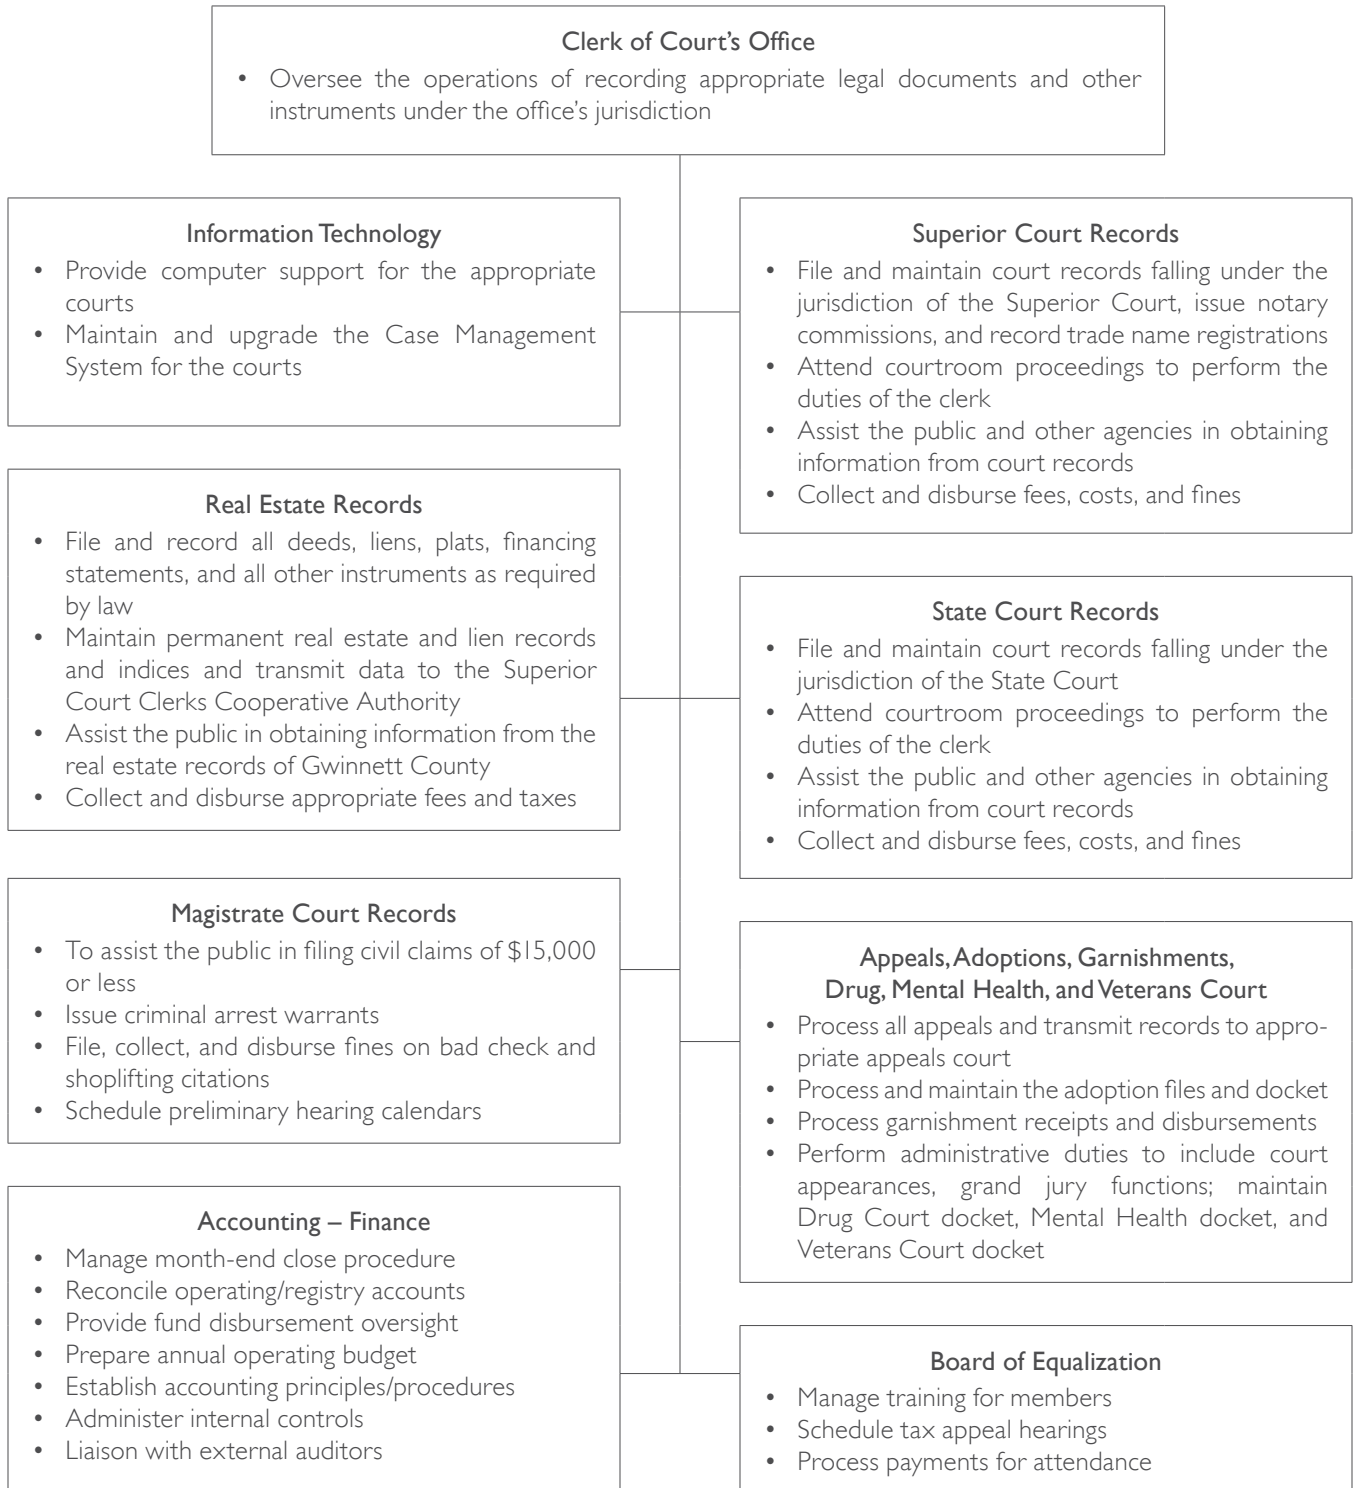 Clerk of Court's Office
• Oversee the operations of recording appropriate legal documents and other
instruments under the office's jurisdiction
Information Technology
• Provide computer support for the appropriate
courts
• Maintain and upgrade the Case Management
System for the courts
Real Estate Records
• File and record all deeds, liens, plats, financing
statements, and all other instruments as required
by law
• Maintain permanent real estate and lien records
and indices and transmit data to the Superior
Court Clerks Cooperative Authority
• Assist the public in obtaining information from the
real estate records of Gwinnett County
• Collect and disburse appropriate fees and taxes
Magistrate Court Records
• To assist the public in filing civil claims of $15,000
or less
• Issue criminal arrest warrants
• File, collect, and disburse fines on bad check and
shoplifting citations
• Schedule preliminary hearing calendars
Accounting – Finance
• Manage month-end close procedure
• Reconcile operating/registry accounts
• Provide fund disbursement oversight
• Prepare annual operating budget
• Establish accounting principles/procedures
• Administer internal controls
• Liaison with external auditors
Superior Court Records
• File and maintain court records falling under the
jurisdiction of the Superior Court, issue notary
commissions, and record trade name registrations
• Attend courtroom proceedings to perform the
duties of the clerk
• Assist the public and other agencies in obtaining
information from court records
• Collect and disburse fees, costs, and fines
State Court Records
• File and maintain court records falling under the
jurisdiction of the State Court
• Attend courtroom proceedings to perform the
duties of the clerk
• Assist the public and other agencies in obtaining
information from court records
• Collect and disburse fees, costs, and fines
Appeals, Adoptions, Garnishments,
Drug, Mental Health, and Veterans Court
• Process all appeals and transmit records to appro-
priate appeals court
• Process and maintain the adoption files and docket
• Process garnishment receipts and disbursements
• Perform administrative duties to include court
appearances, grand jury functions; maintain
Drug Court docket, Mental Health docket, and
Veterans Court docket
Board of Equalization
• Manage training for members
• Schedule tax appeal hearings
• Process payments for attendance